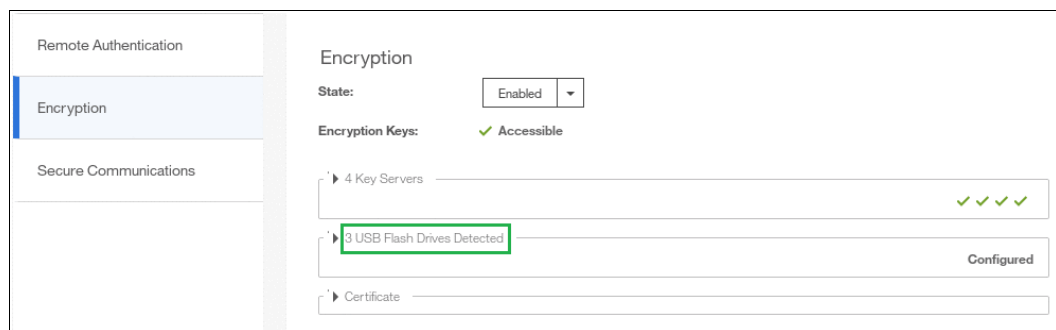 Remote Authentication
Encryption
Secure Communications
Encryption
State:
Enabled
Encryption Keys:
Accessible
4 Key Servers
3 USB Flash Drives Detected
Configured
Certificate